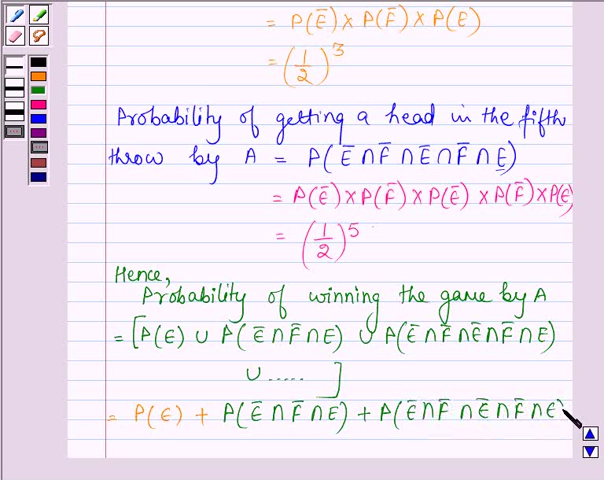 = P(Ē) × P(F̄) × P(E)
= (1/2)^3
Probability of getting a head in the fifth
throw by A = P(Ē ∩ F̄ ∩ Ē ∩ F̄ ∩ E)
= P(Ē) × P(F̄) × P(Ē) × P(F̄) × P(E)
= (1/2)^5
Hence,
Probability of winning the game by A
= [P(E) ∪ P(Ē ∩ F̄ ∩ E) ∪ P(Ē ∩ F̄ ∩ Ē ∩ F̄ ∩ E)
∪ ..... ]
= P(E) + P(Ē ∩ F̄ ∩ E) + P(Ē ∩ F̄ ∩ Ē ∩ F̄ ∩ E)